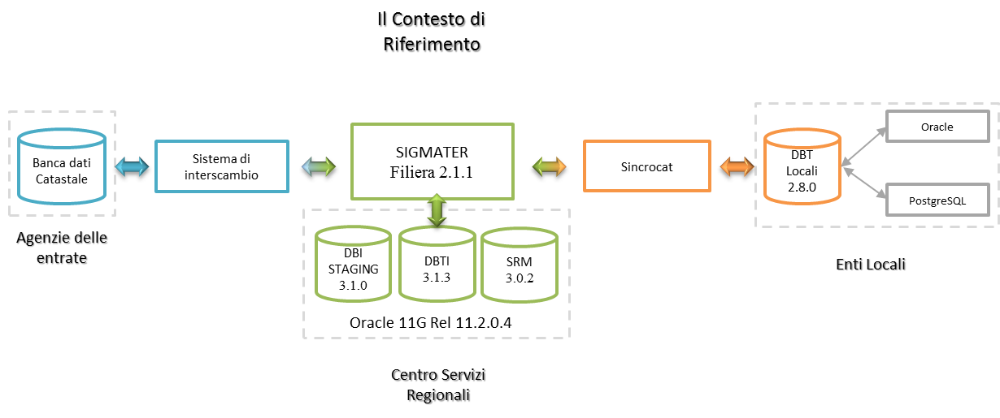 Il Contesto di
Riferimento
Banca dati
Catastale
Agenzie delle
entrate
Sistema di
interscambio
SIGMATER
Filiera 2.1.1
DBI
STAGING
3.1.0
DBTI
3.1.3
SRM
3.0.2
Oracle 11G Rel 11.2.0.4
Centro Servizi
Regionali
Sincrocat
DBT
Locali
2.8.0
Oracle
PostgreSQL
Enti Locali